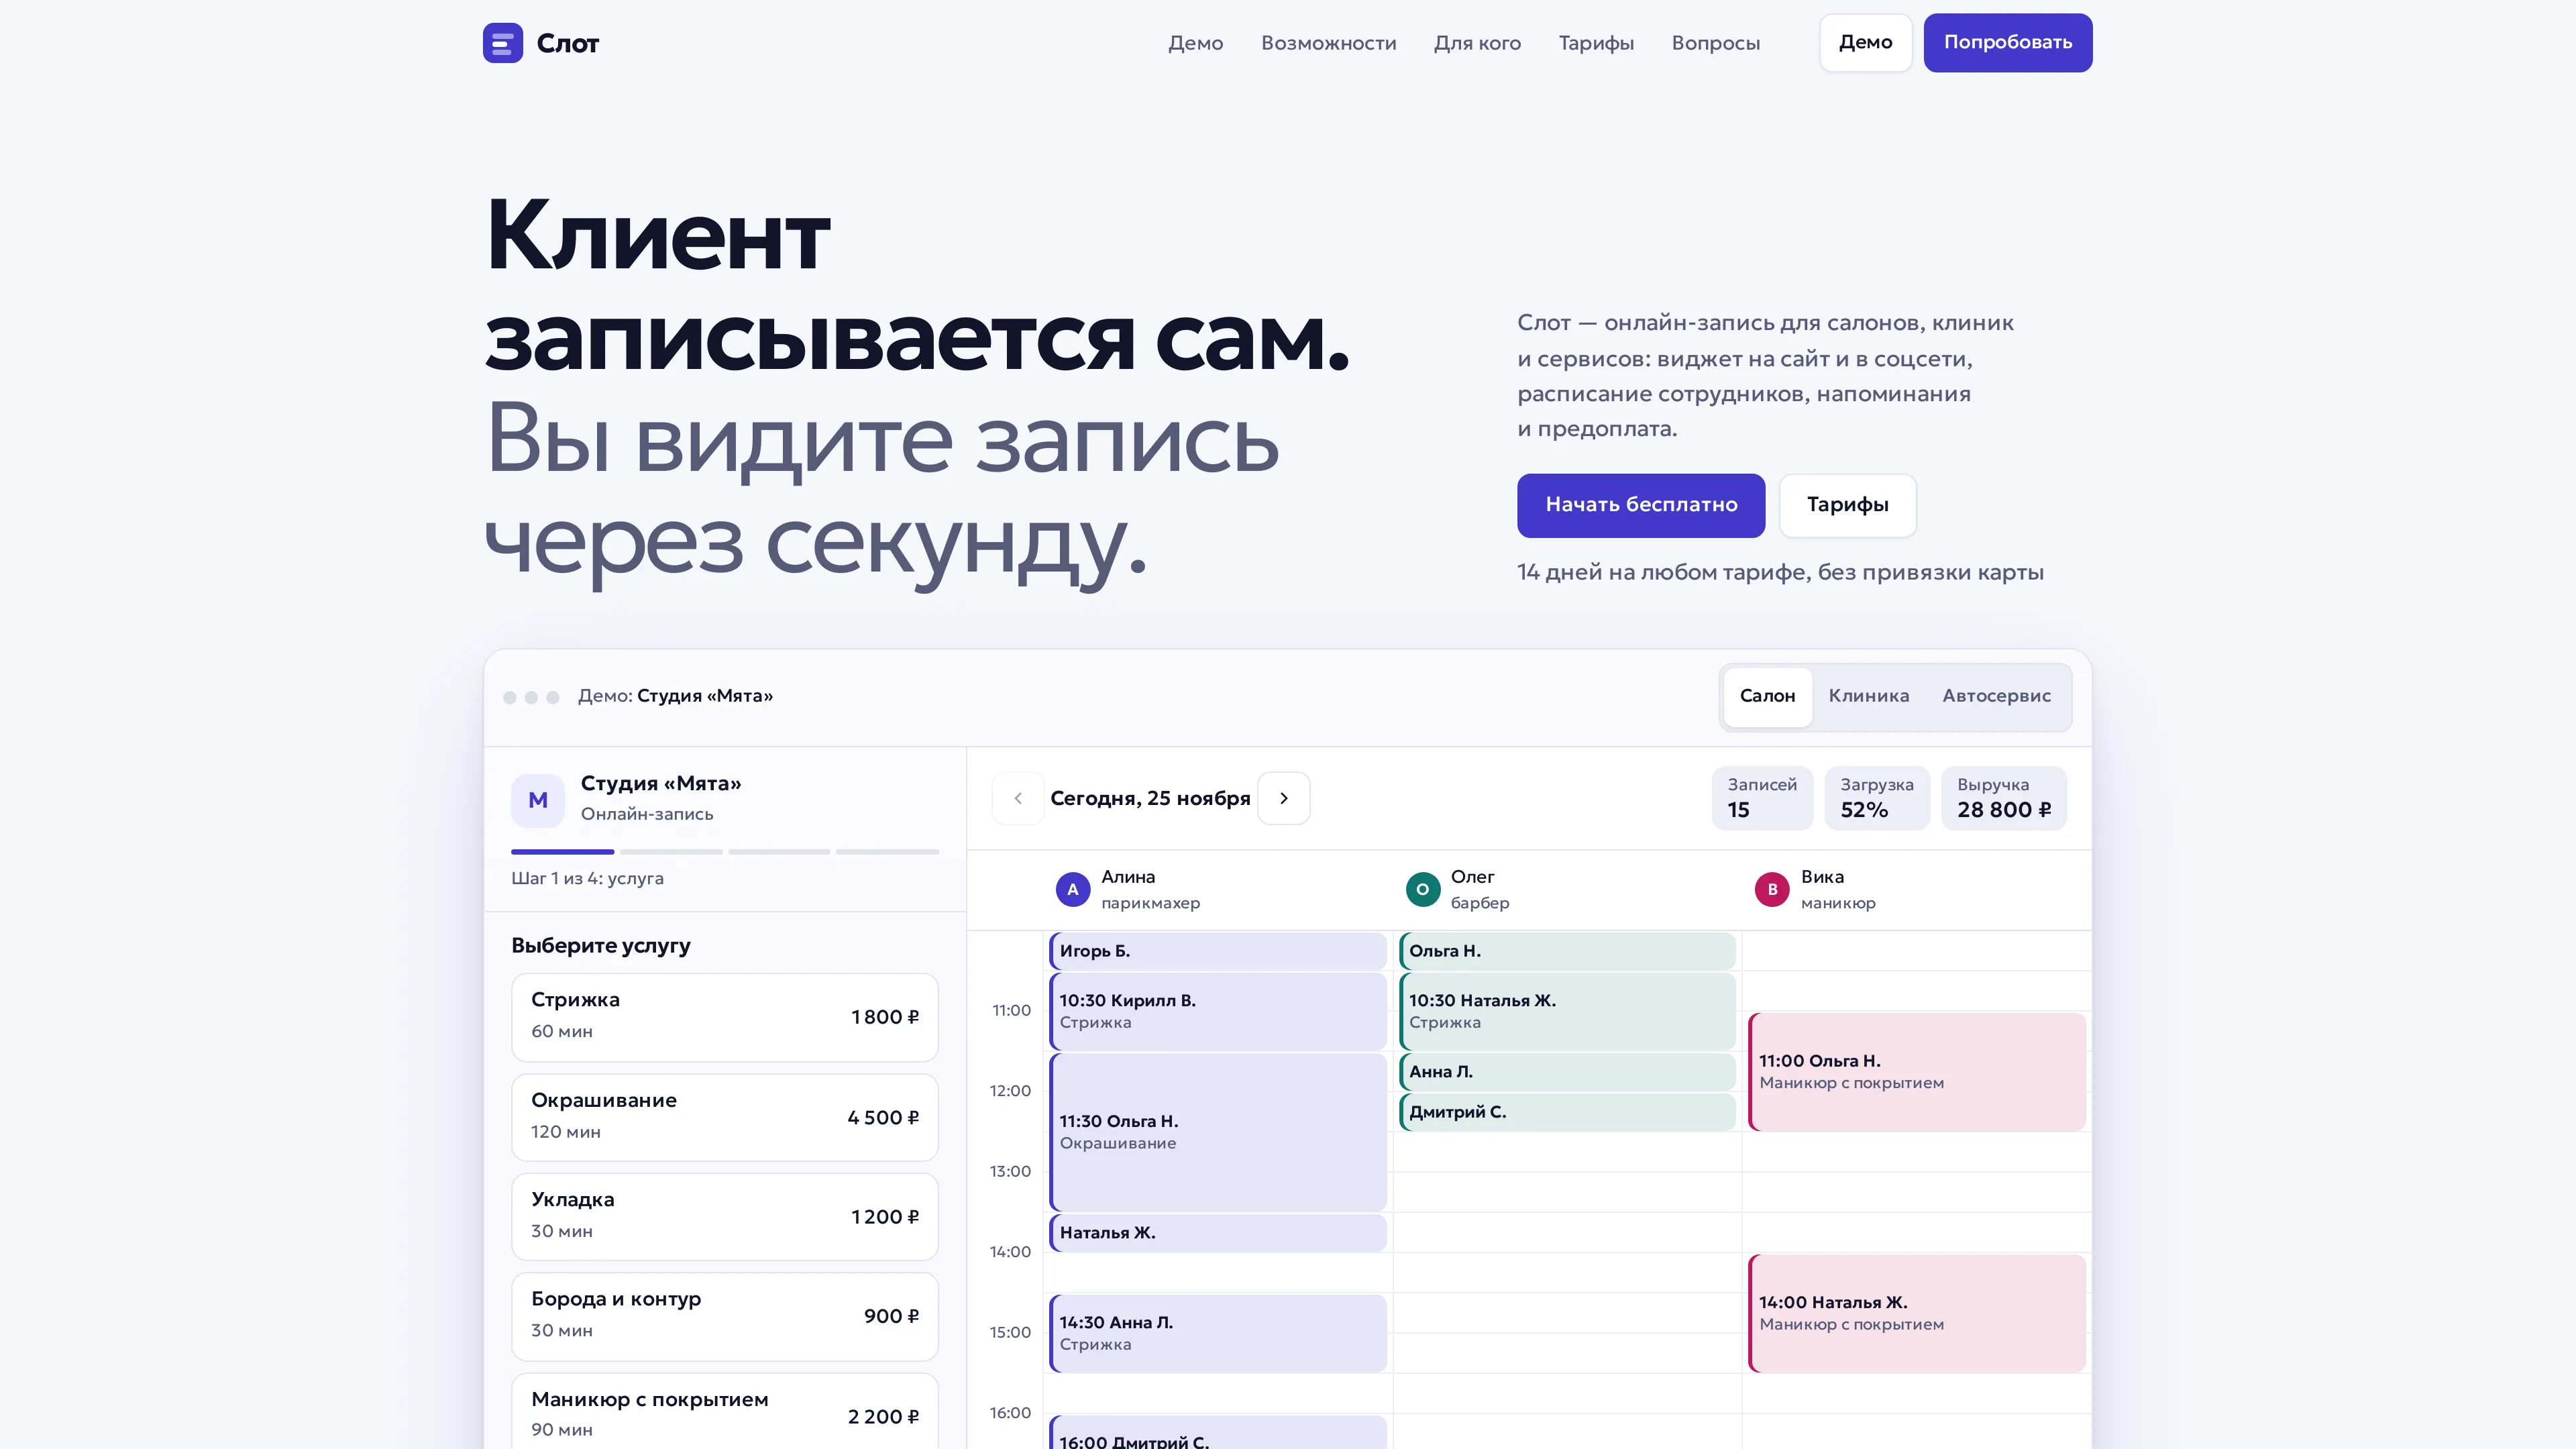 Слот
Демо
Возможности
Для кого
Тарифы
Вопросы
Демо
Попробовать
Клиент
записывается сам.
Вы видите запись
через секунду.
Слот — онлайн-запись для салонов, клиник
и сервисов: виджет на сайт и в соцсети,
расписание сотрудников, напоминания
и предоплата.
Начать бесплатно
Тарифы
14 дней на любом тарифе, без привязки карты
Демо: Студия «Мята»
Салон
Клиника
Автосервис
М
Студия «Мята»
Онлайн-запись
Шаг 1 из 4: услуга
Выберите услугу
Стрижка
60 мин
1 800 ₽
Окрашивание
120 мин
4 500 ₽
Укладка
30 мин
1 200 ₽
Борода и контур
30 мин
900 ₽
Маникюр с покрытием
90 мин
2 200 ₽
Сегодня, 25 ноября
Записей
15
Загрузка
52%
Выручка
28 800 ₽
А
Алина
парикмахер
О
Олег
барбер
В
Вика
маникюр
11:00
12:00
13:00
14:00
15:00
16:00
Игорь Б.
10:30 Кирилл В.
Стрижка
11:30 Ольга Н.
Окрашивание
Наталья Ж.
14:30 Анна Л.
Стрижка
16:00 Дмитрий С.
Ольга Н.
10:30 Наталья Ж.
Стрижка
Анна Л.
Дмитрий С.
11:00 Ольга Н.
Маникюр с покрытием
14:00 Наталья Ж.
Маникюр с покрытием